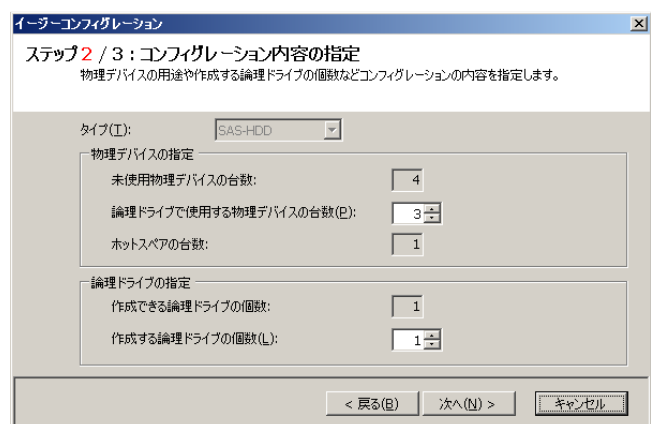 イージーコンフィグレーション
ステップ2 / 3 : コンフィグレーション内容の指定
物理デバイスの用途や作成する論理ドライブの個数などコンフィグレーションの内容を指定します。
タイプ(T): SAS-HDD
物理デバイスの指定
未使用物理デバイスの台数: 4
論理ドライブで使用する物理デバイスの台数(P): 3
ホットスペアの台数: 1
論理ドライブの指定
作成できる論理ドライブの個数: 1
作成する論理ドライブの個数(L): 1
< 戻る(B) 次へ(N) > キャンセル